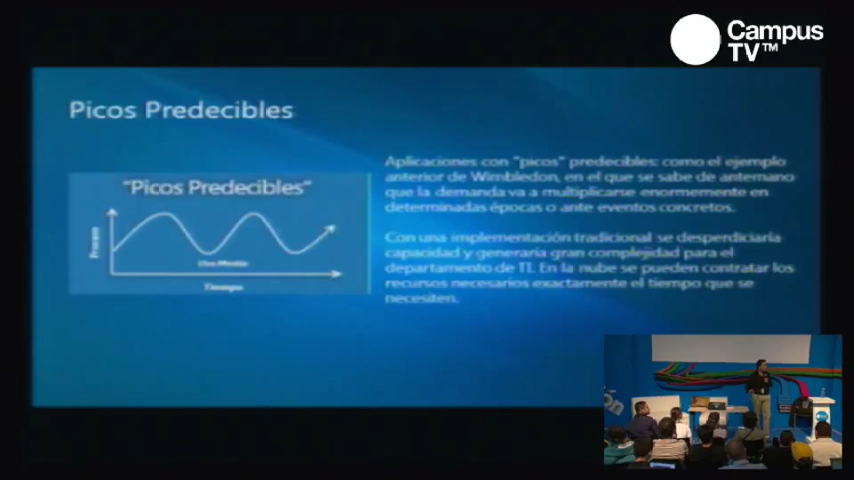 Campus
TV™
Picos Predecibles
"Picos Predecibles"
Uso Medio
Tiempo
Aplicaciones con "picos" predecibles: como el ejemplo
anterior de Wimbledon, en el que se sabe de antemano
que la demanda va a multiplicarse enormemente en
determinadas épocas o ante eventos concretos.
Con una implementación tradicional se desperdiciaría
capacidad y generaría gran complejidad para el
departamento de TI. En la nube se pueden contratar los
recursos necesarios exactamente el tiempo que se
necesiten.